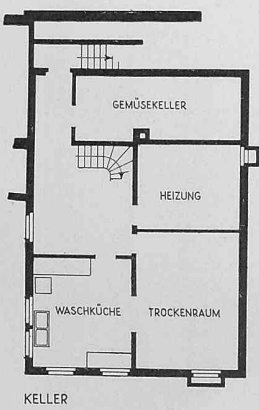 GEMÜSEKELLER
HEIZUNG
WASCHKÜCHE
TROCKENRAUM
KELLER